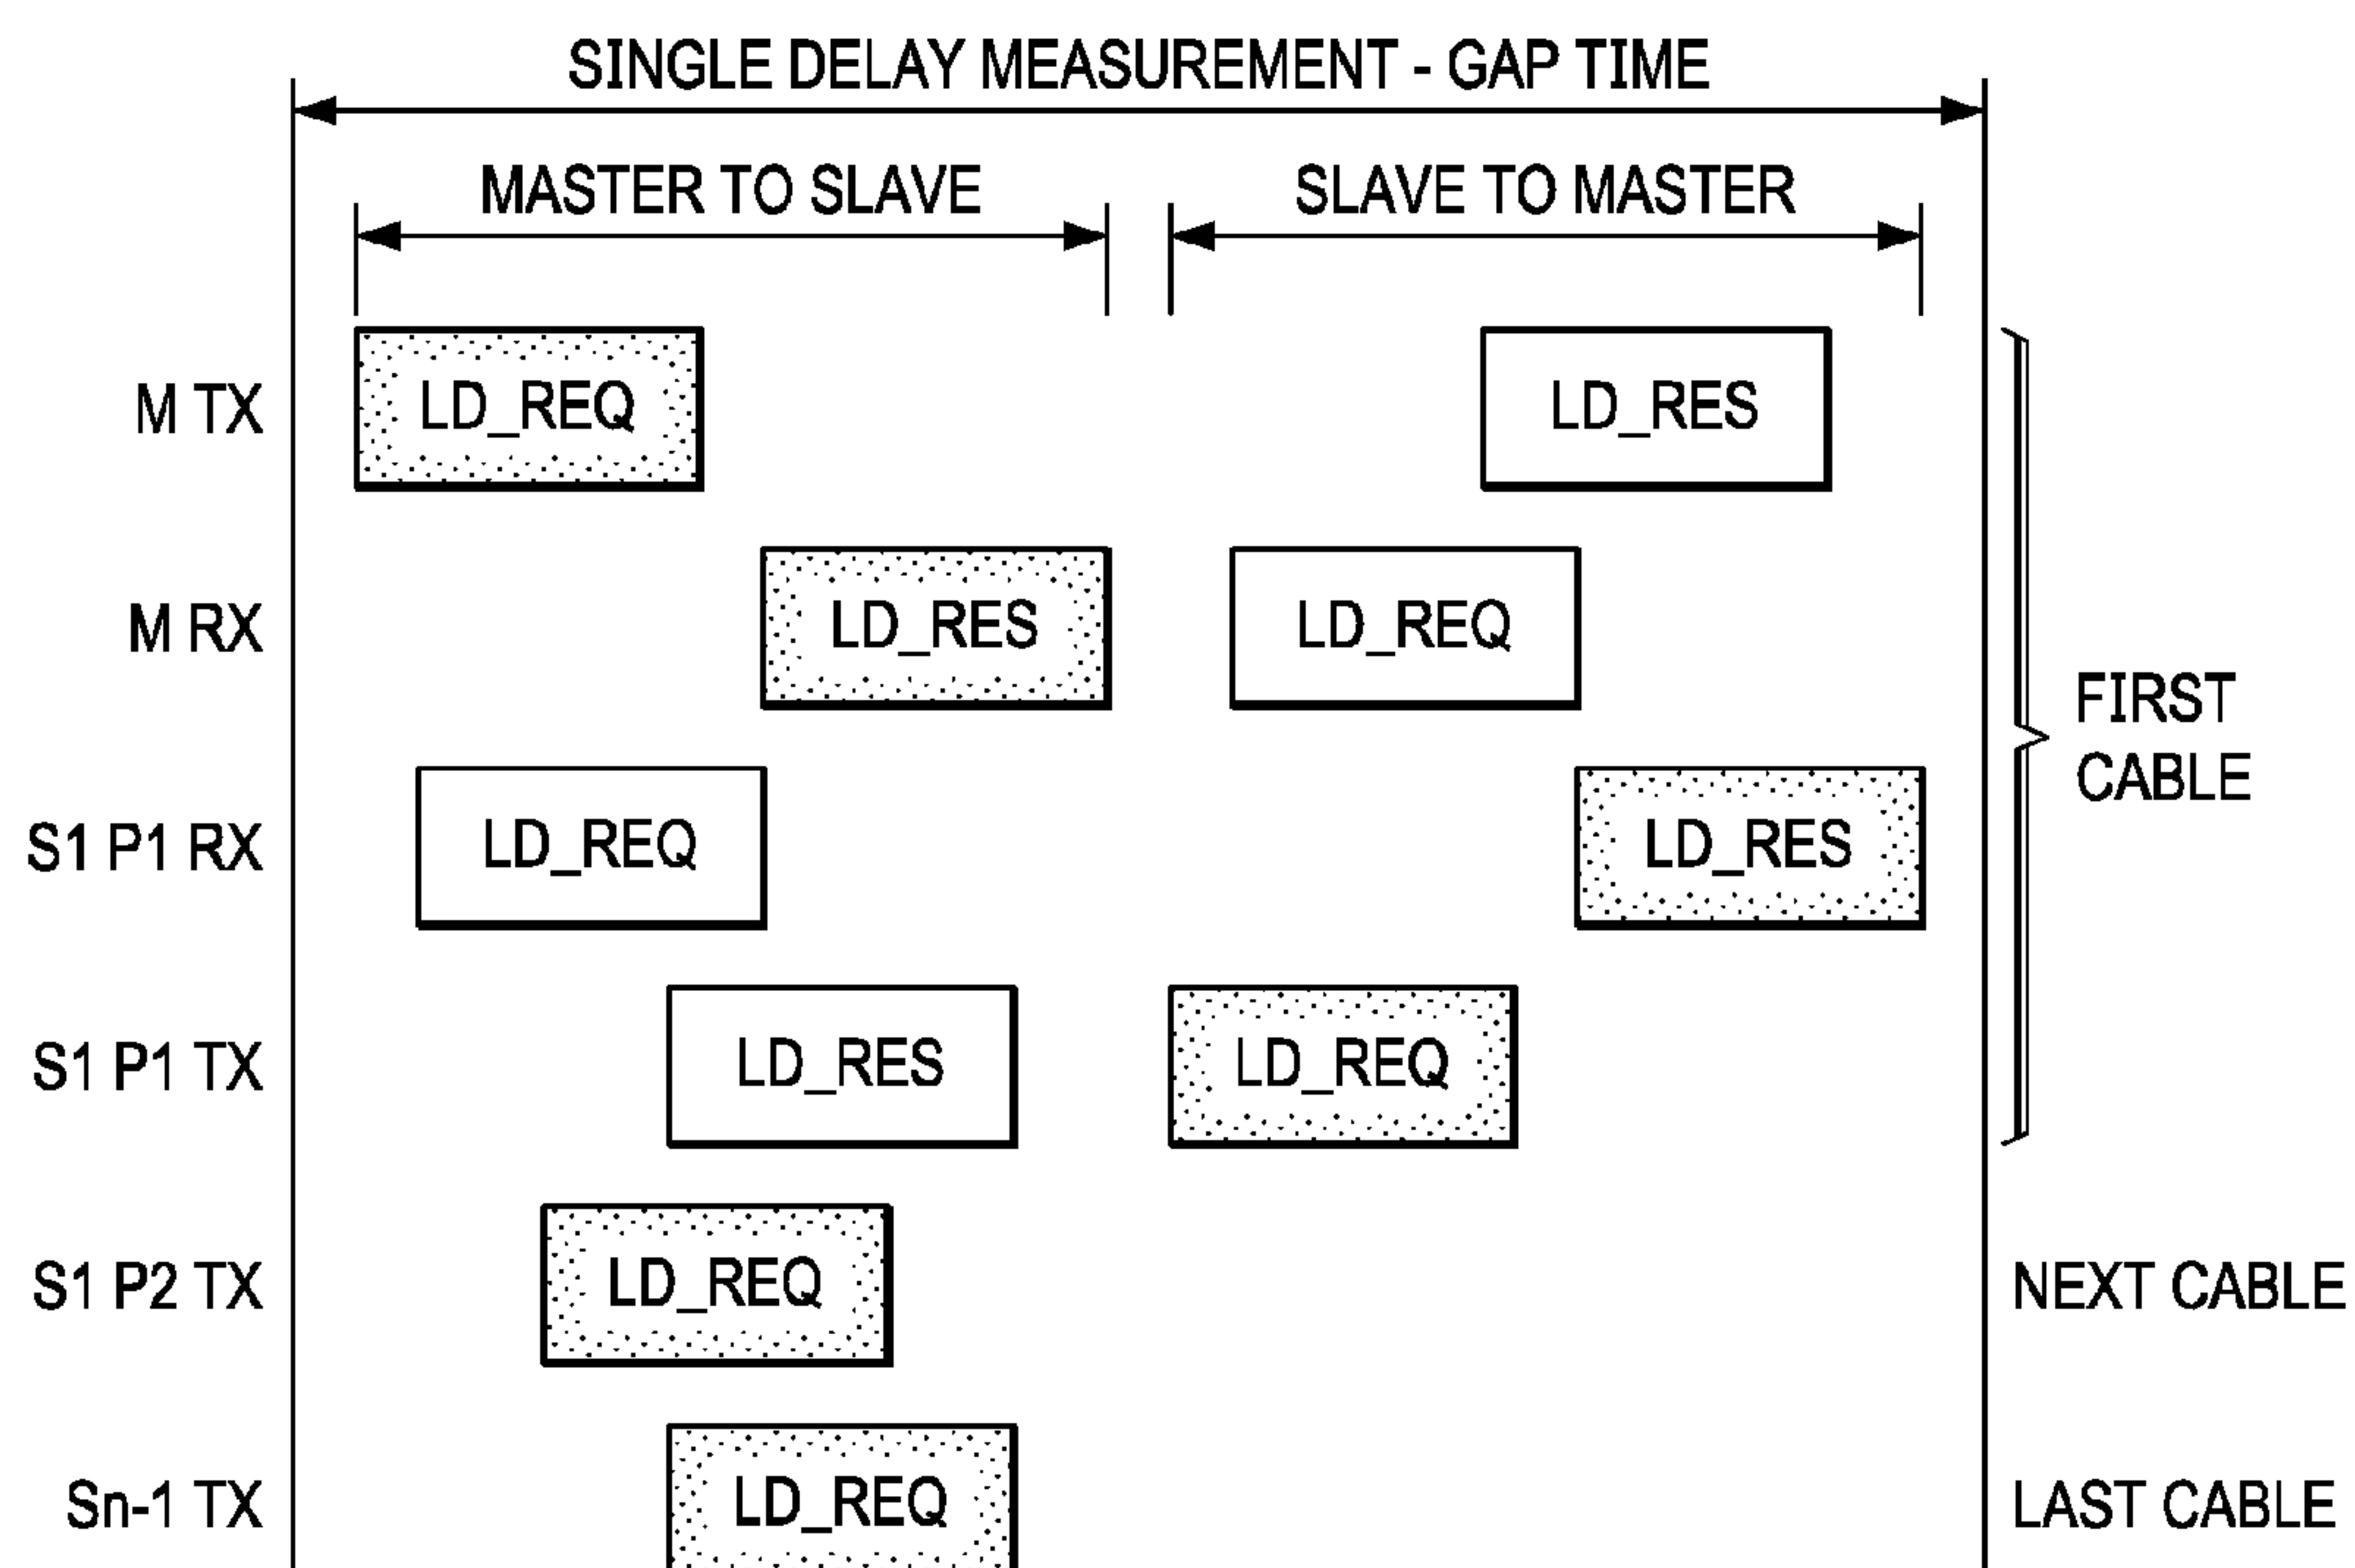 SINGLE DELAY MEASUREMENT - GAP TIME
MASTER TO SLAVE SLAVE TO MASTER
M TX LD_REQ LD_RES
M RX LD_RES LD_REQ
FIRST
CABLE
S1 P1 RX LD_REQ LD_RES
S1 P1 TX LD_RES LD_REQ
S1 P2 TX LD_REQ NEXT CABLE
Sn-1 TX LD_REQ LAST CABLE